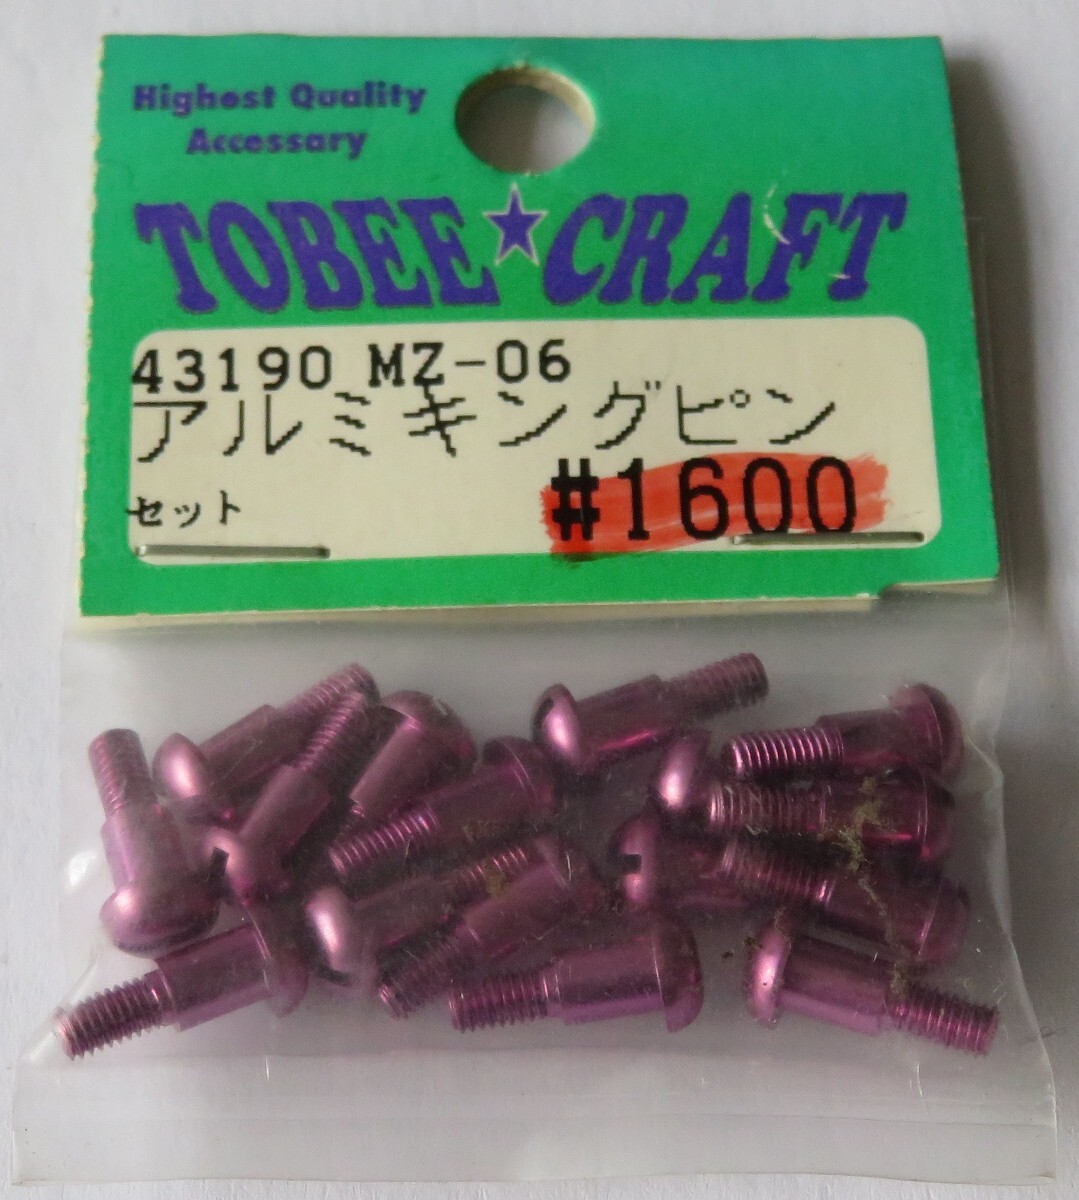 Highest Quality
Accessary
TOBEE★CRAFT
43190 MZ-06
アルミキングピン
セット
#1600